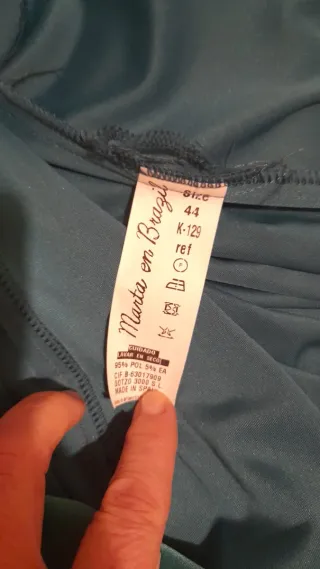 Marta en Brazil
size
44
K-129
ref
CUIDADO
LAVAR EN SECO
95% POL 5% EA
CIF:B-63017909
GOTZO 3000 S.L.
MADE IN SPAIN